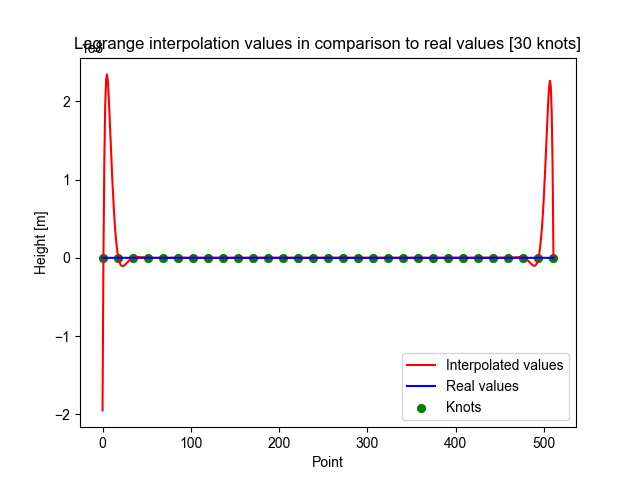 Lagrange interpolation values in comparison to real values [30 knots]
1e8
2
1
0
−1
−2
Height [m]
0
100
200
300
400
500
Point
Interpolated values
Real values
Knots